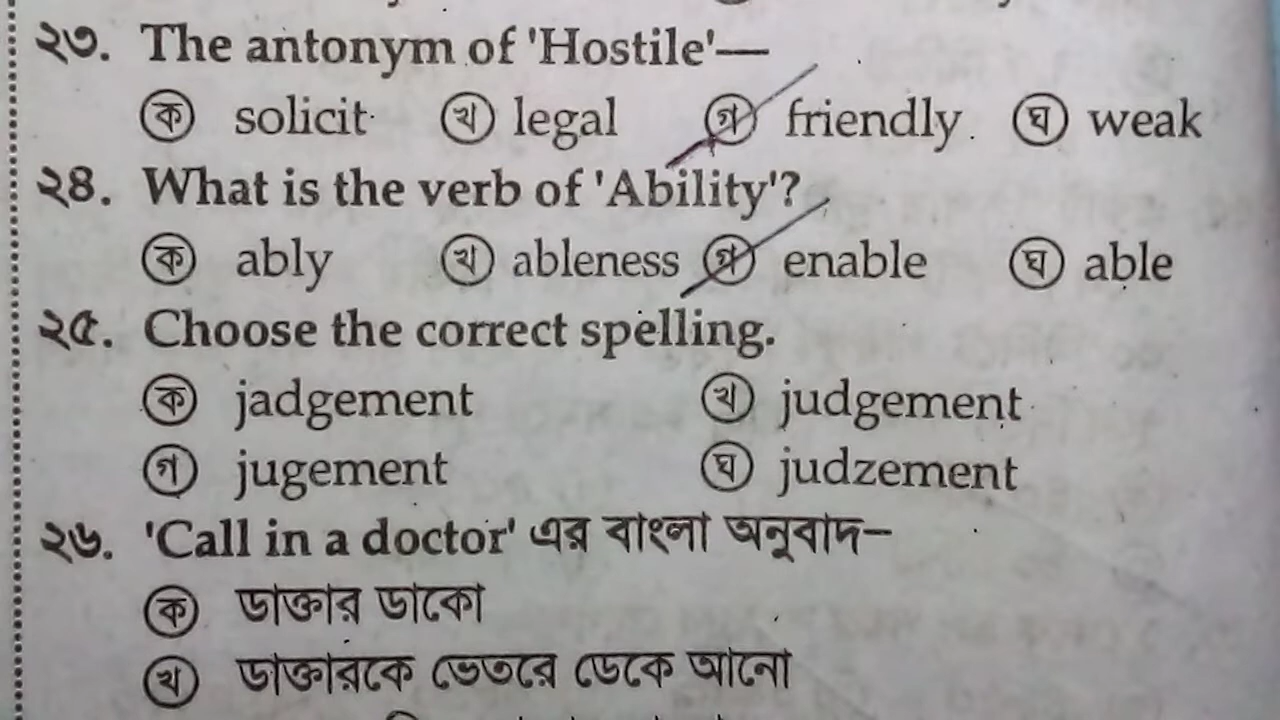 ২৩. The antonym of 'Hostile'—
ক solicit খ legal গ friendly ঘ weak
২৪. What is the verb of 'Ability'?
ক ably খ ableness গ enable ঘ able
২৫. Choose the correct spelling.
ক jadgement খ judgement
গ jugement ঘ judzement
২৬. 'Call in a doctor' এর বাংলা অনুবাদ–
ক ডাক্তার ডাকো
খ ডাক্তারকে ভেতরে ডেকে আনো